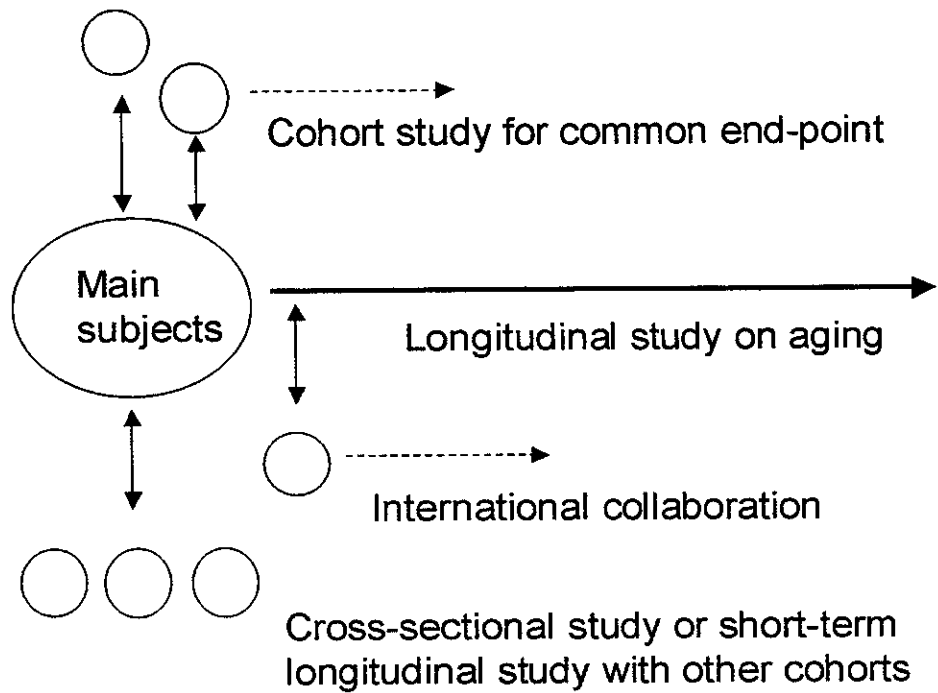 Cohort study for common end-point
Main
subjects
Longitudinal study on aging
International collaboration
Cross-sectional study or short-term
longitudinal study with other cohorts